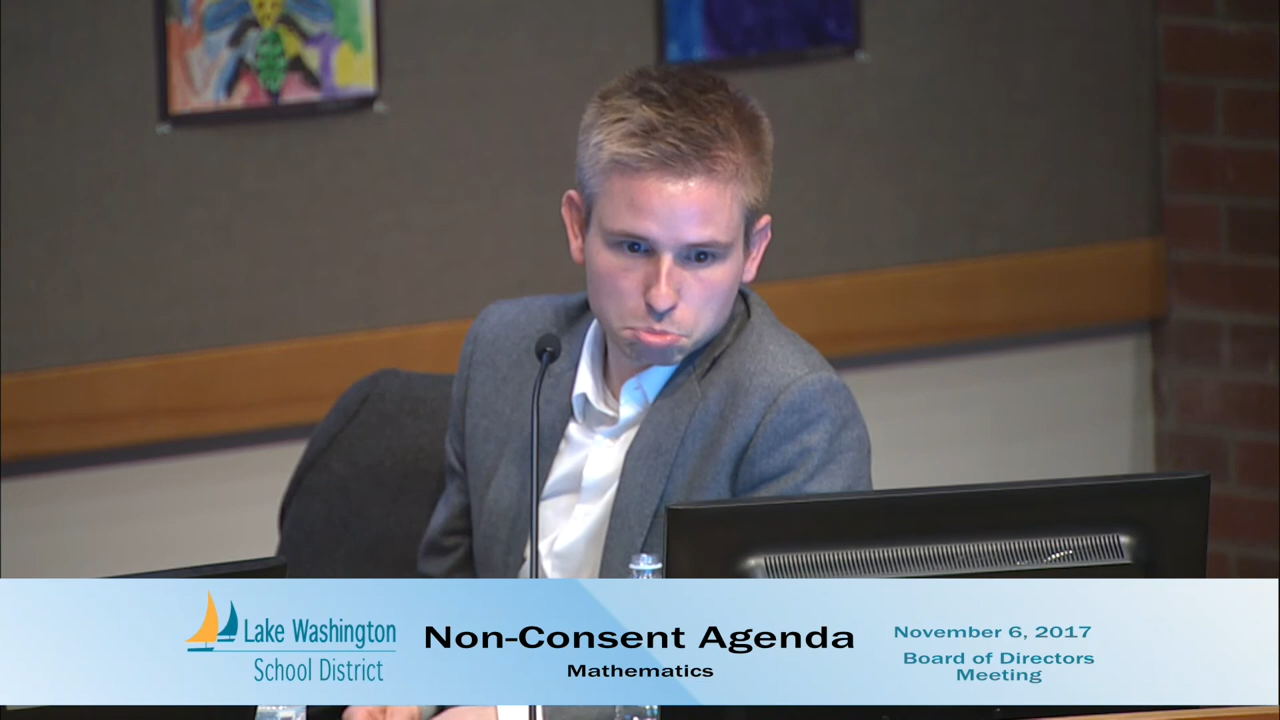 Lake Washington
School District
Non-Consent Agenda
Mathematics
November 6, 2017
Board of Directors
Meeting